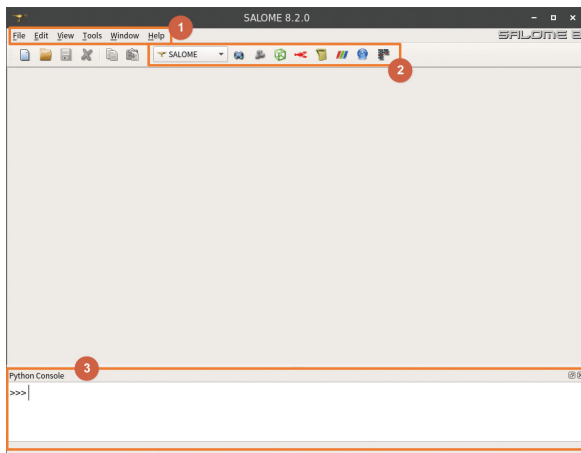 SALOME 8.2.0
1
File Edit View Tools Window Help
SALOME
2
3
Python Console
>>>